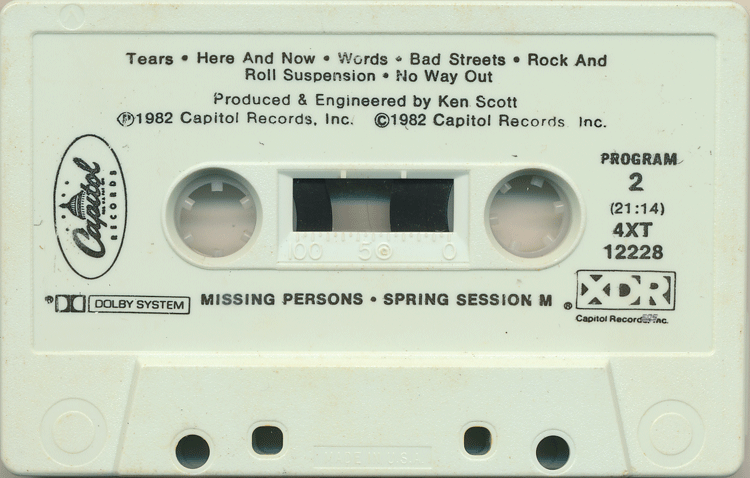 Tears • Here And Now • Words • Bad Streets • Rock And
Roll Suspension • No Way Out
Produced & Engineered by Ken Scott
Ⓟ1982 Capitol Records, Inc. ©1982 Capitol Records Inc.
Capitol
RECORDS
PROGRAM
2
(21:14)
4XT
12228
100 50 0
® DOLBY SYSTEM
MISSING PERSONS • SPRING SESSION M
® XDR
Capitol Records, Inc.